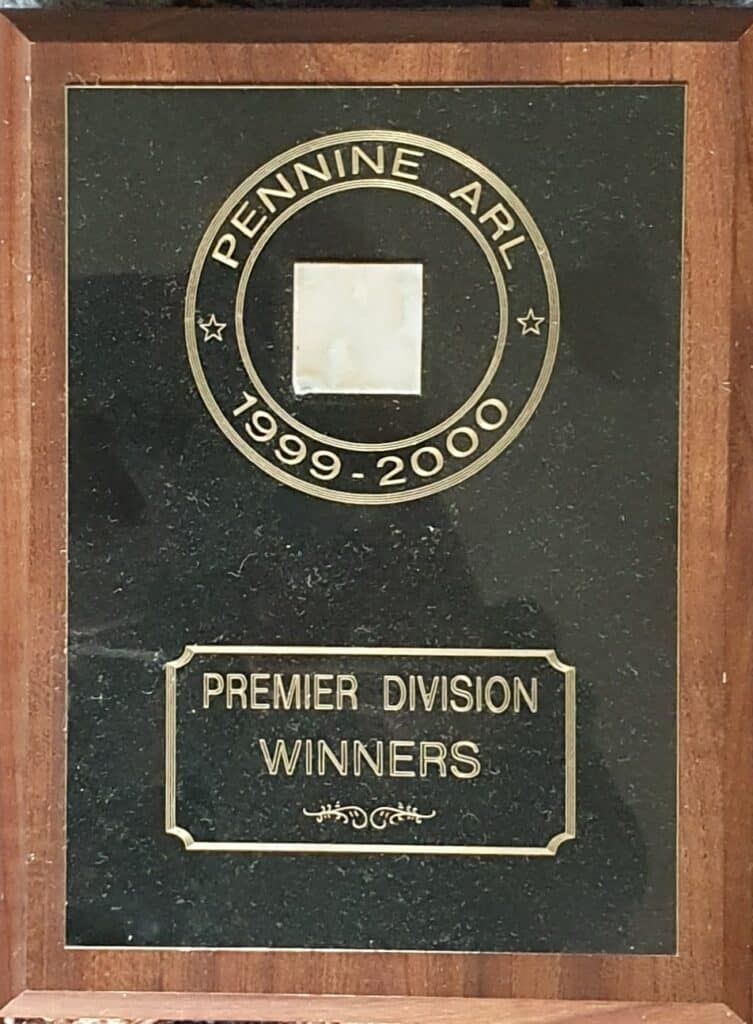 PENNINE ARL
1999-2000
PREMIER DIVISION
WINNERS